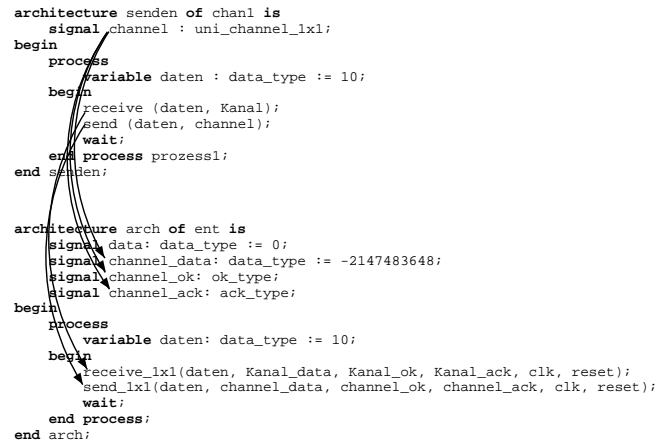 architecture senden of chan1 is
signal channel : uni_channel_1x1;
begin
process
variable daten : data_type := 10;
begin
receive (daten, Kanal);
send (daten, channel);
wait;
end process prozess1;
end senden;
architecture arch of ent is
signal data: data_type := 0;
signal channel_data: data_type := -2147483648;
signal channel_ok: ok_type;
signal channel_ack: ack_type;
begin
process
variable daten: data_type := 10;
begin
receive_1x1(daten, Kanal_data, Kanal_ok, Kanal_ack, clk, reset);
send_1x1(daten, channel_data, channel_ok, channel_ack, clk, reset);
wait;
end process;
end arch;